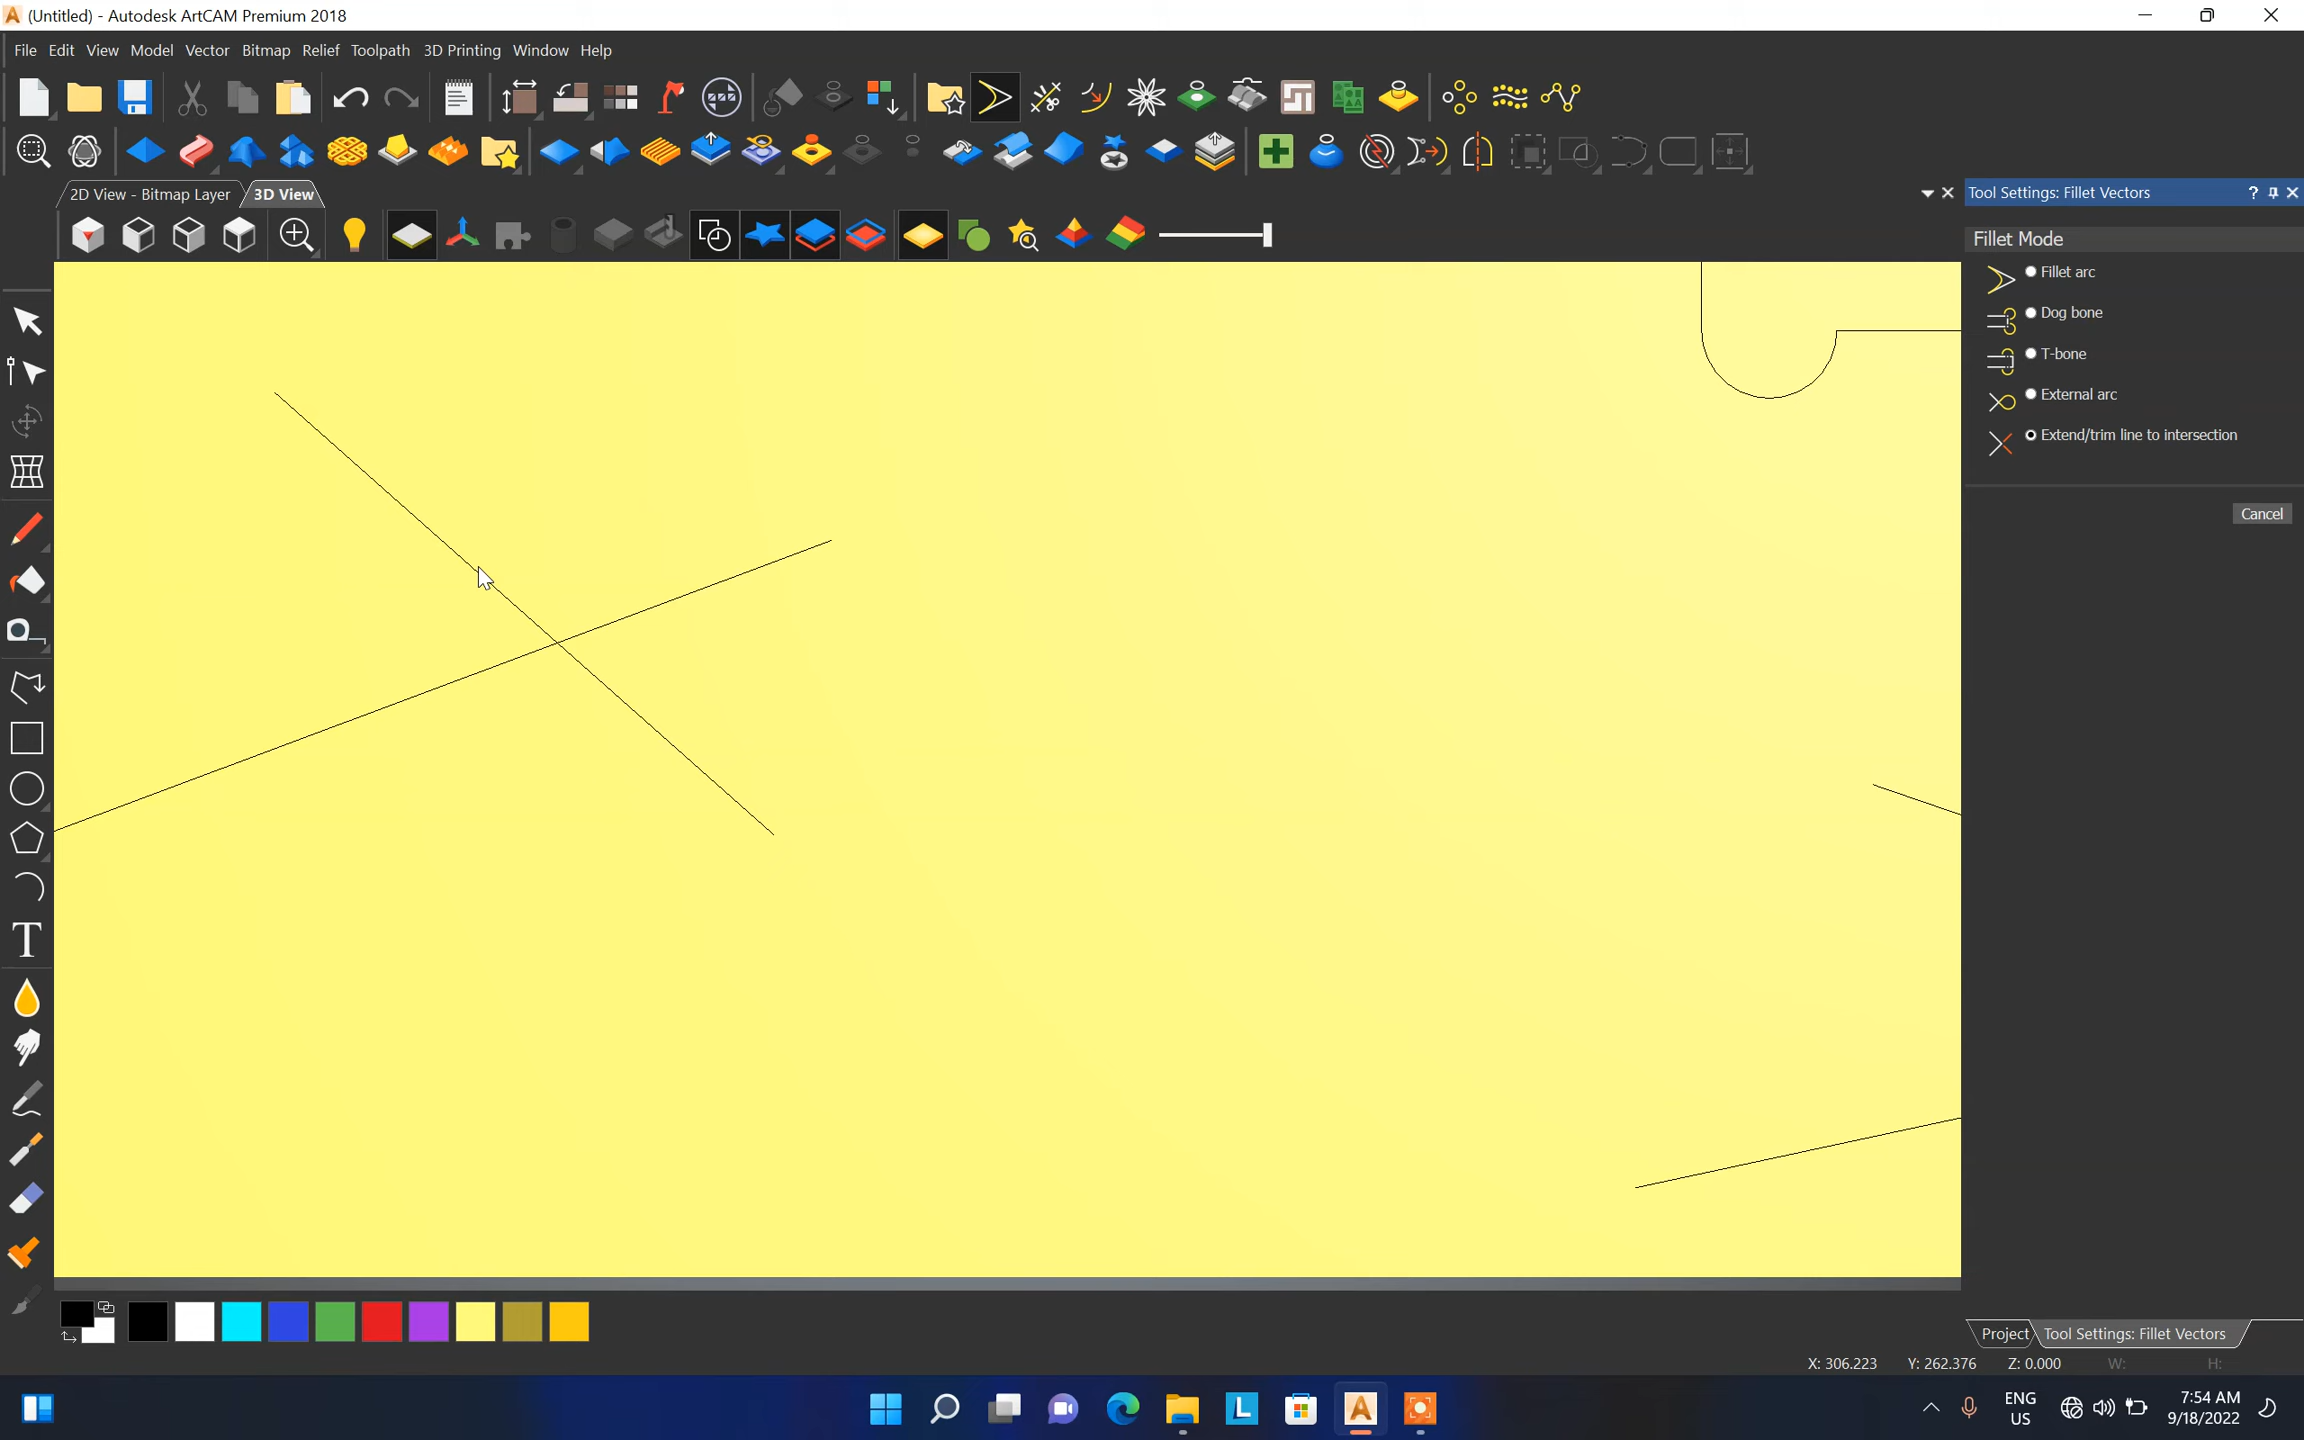 (Untitled) - Autodesk ArtCAM Premium 2018
File Edit View Model Vector Bitmap Relief Toolpath 3D Printing Window Help
2D View - Bitmap Layer 3D View
Tool Settings: Fillet Vectors
Fillet Mode
Fillet arc
Dog bone
T-bone
External arc
Extend/trim line to intersection
Cancel
Project Tool Settings: Fillet Vectors
X: 306.223 Y: 262.376 Z: 0.000 W: H:
ENG
US
7:54 AM
9/18/2022